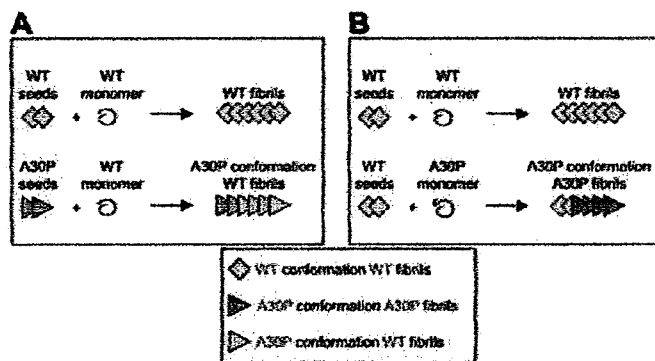 A
B
WT seeds
WT monomer
WT fibrils
+
A30P seeds
WT monomer
A30P conformation WT fibrils
+
WT seeds
WT monomer
WT fibrils
+
WT seeds
A30P monomer
A30P conformation A30P fibrils
+
WT conformation WT fibrils
A30P conformation A30P fibrils
A30P conformation WT fibrils